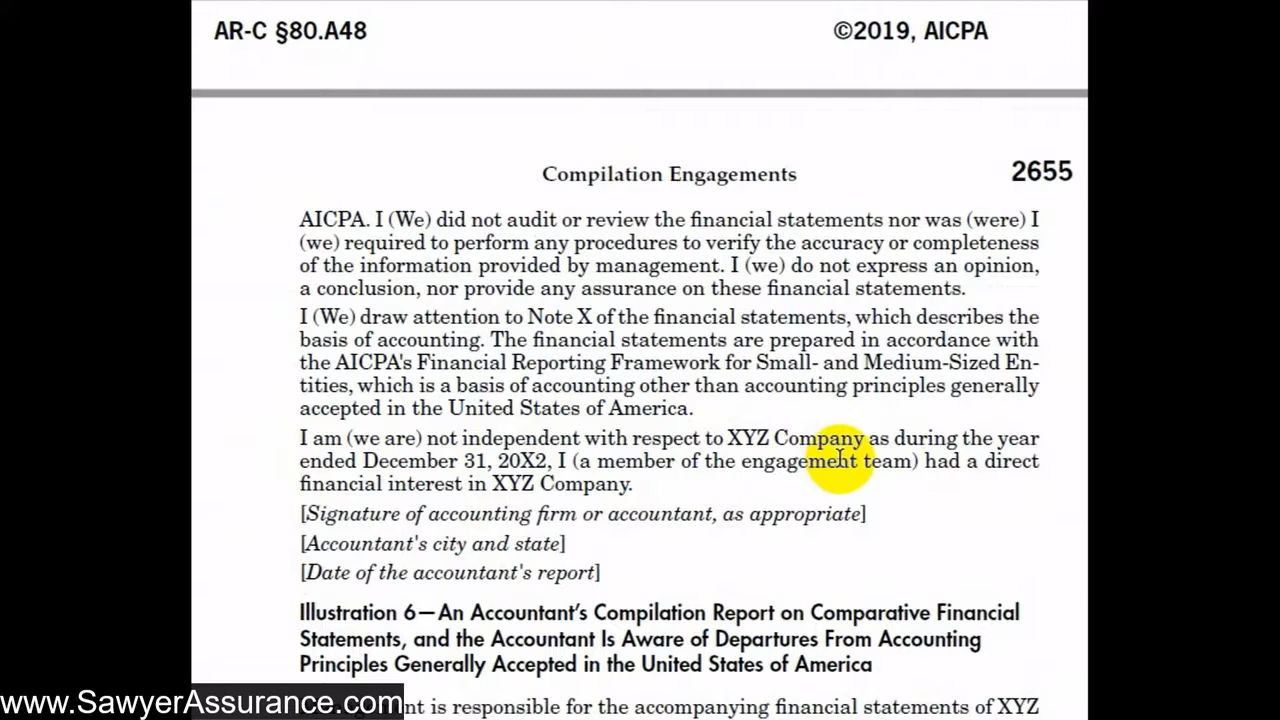 AR-C §80.A48 ©2019, AICPA
Compilation Engagements 2655
AICPA. I (We) did not audit or review the financial statements nor was (were) I
(we) required to perform any procedures to verify the accuracy or completeness
of the information provided by management. I (we) do not express an opinion,
a conclusion, nor provide any assurance on these financial statements.
I (We) draw attention to Note X of the financial statements, which describes the
basis of accounting. The financial statements are prepared in accordance with
the AICPA's Financial Reporting Framework for Small- and Medium-Sized En-
tities, which is a basis of accounting other than accounting principles generally
accepted in the United States of America.
I am (we are) not independent with respect to XYZ Company as during the year
ended December 31, 20X2, I (a member of the engagement team) had a direct
financial interest in XYZ Company.
[Signature of accounting firm or accountant, as appropriate]
[Accountant's city and state]
[Date of the accountant's report]
Illustration 6—An Accountant's Compilation Report on Comparative Financial
Statements, and the Accountant Is Aware of Departures From Accounting
Principles Generally Accepted in the United States of America
is responsible for the accompanying financial statements of XYZ
www.SawyerAssurance.com